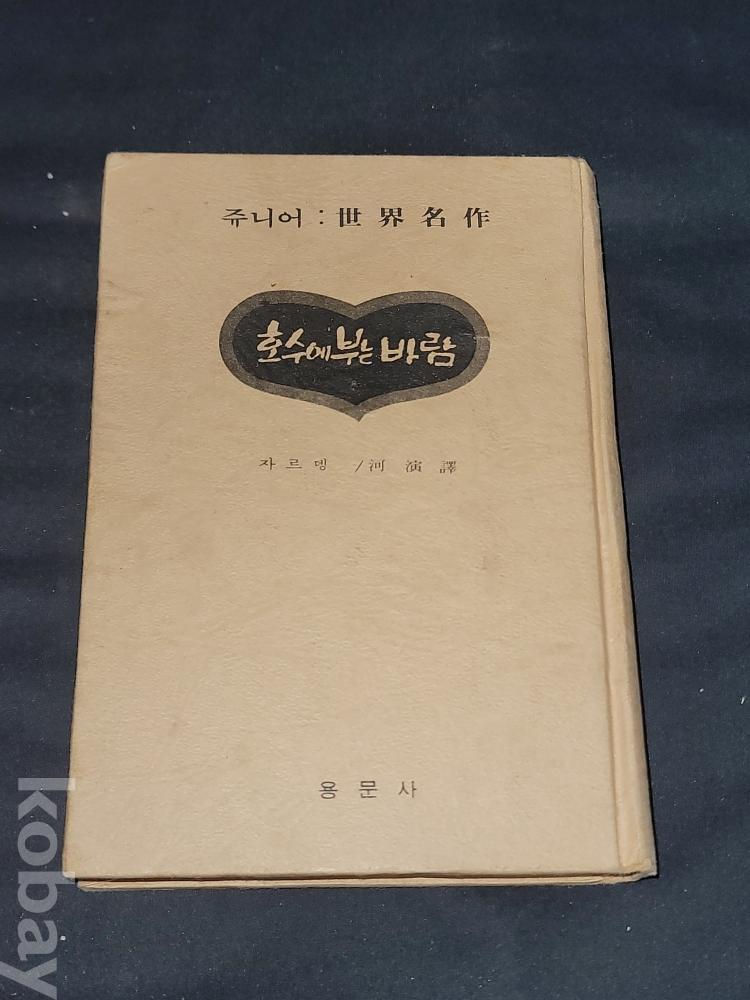 쥬니어 : 世界名作
호수에 부는 바람
쟈르뎅 / 河演譯
용문사
kobay